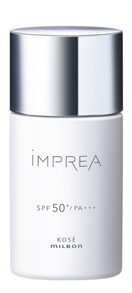 iMPREA
SPF 50+/PA+++
KOSÉ
milbon